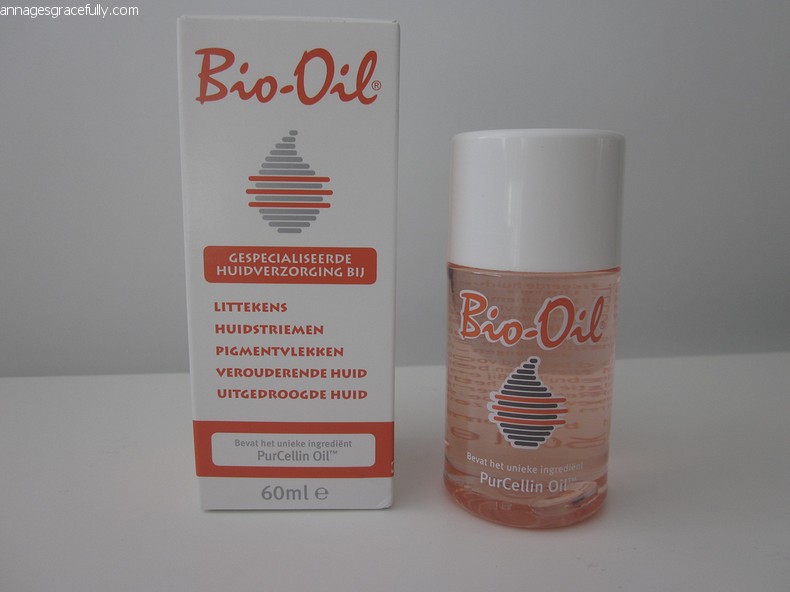 annagesgracefully.com
Bio-Oil®
GESPECIALISEERDE
HUIDVERZORGING BIJ
LITTEKENS
HUIDSTRIEMEN
PIGMENTVLEKKEN
VEROUDERENDE HUID
UITGEDROOGDE HUID
Bevat het unieke ingrediënt
PurCellin Oil™
60ml ℮
Bio-Oil
Bevat het unieke ingrediënt
PurCellin Oil™